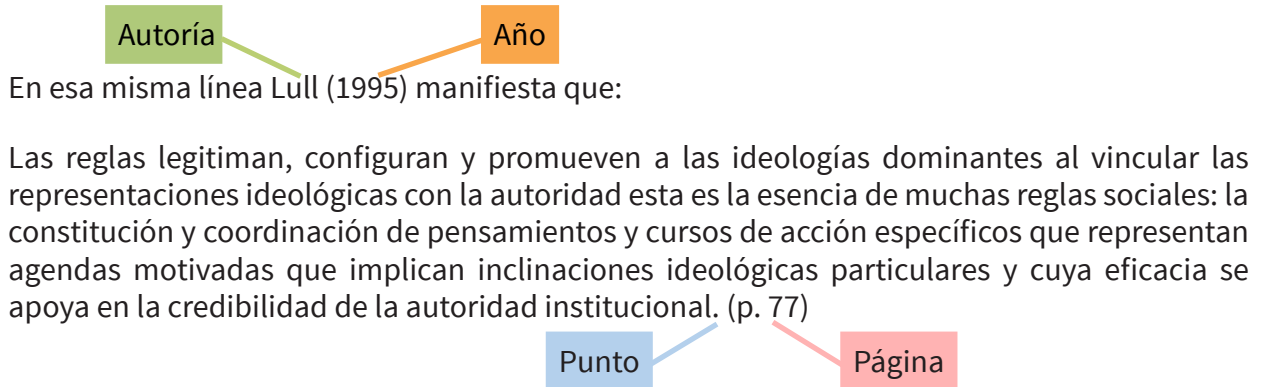 Autoría Año
En esa misma línea Lull (1995) manifiesta que:
Las reglas legitiman, configuran y promueven a las ideologías dominantes al vincular las
representaciones ideológicas con la autoridad esta es la esencia de muchas reglas sociales: la
constitución y coordinación de pensamientos y cursos de acción específicos que representan
agendas motivadas que implican inclinaciones ideológicas particulares y cuya eficacia se
apoya en la credibilidad de la autoridad institucional. (p. 77)
Punto Página